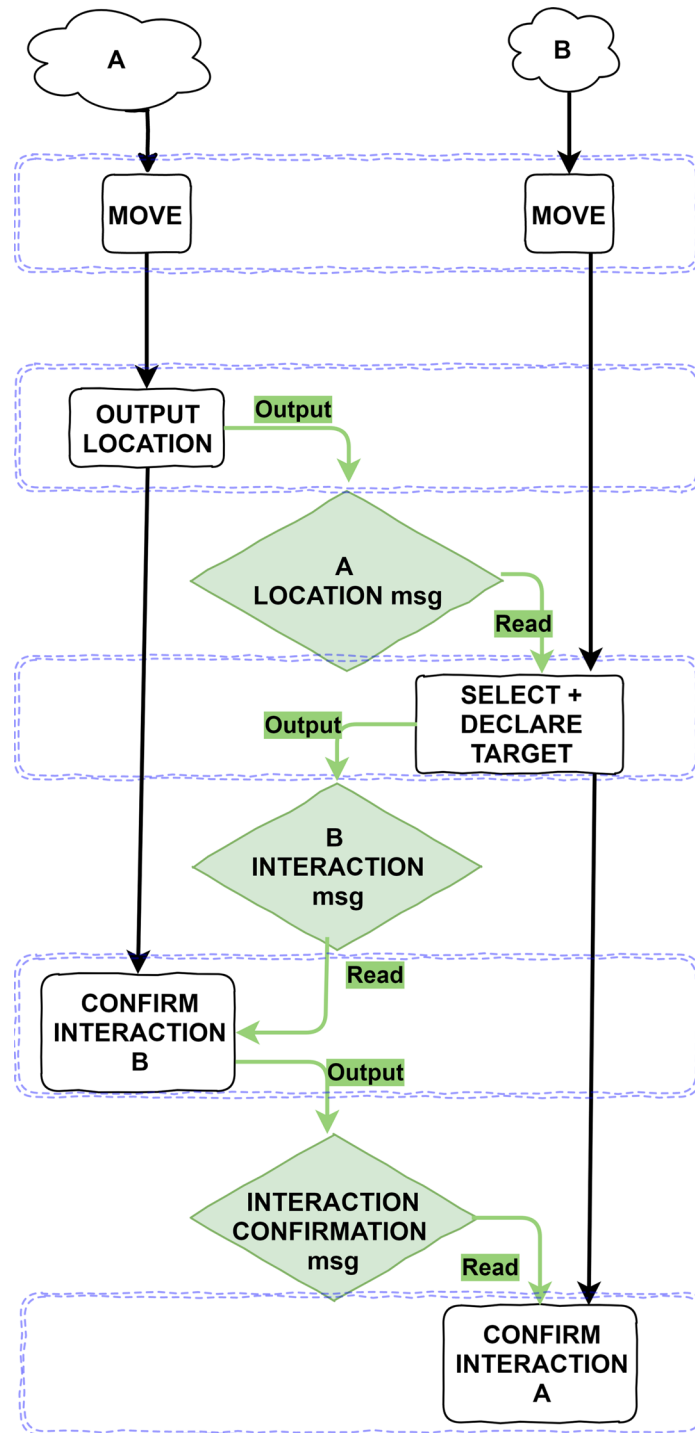 A
B
MOVE
MOVE
OUTPUT
LOCATION
Output
A
LOCATION msg
Read
SELECT +
DECLARE
TARGET
Output
B
INTERACTION
msg
Read
CONFIRM
INTERACTION
B
Output
INTERACTION
CONFIRMATION
msg
Read
CONFIRM
INTERACTION
A